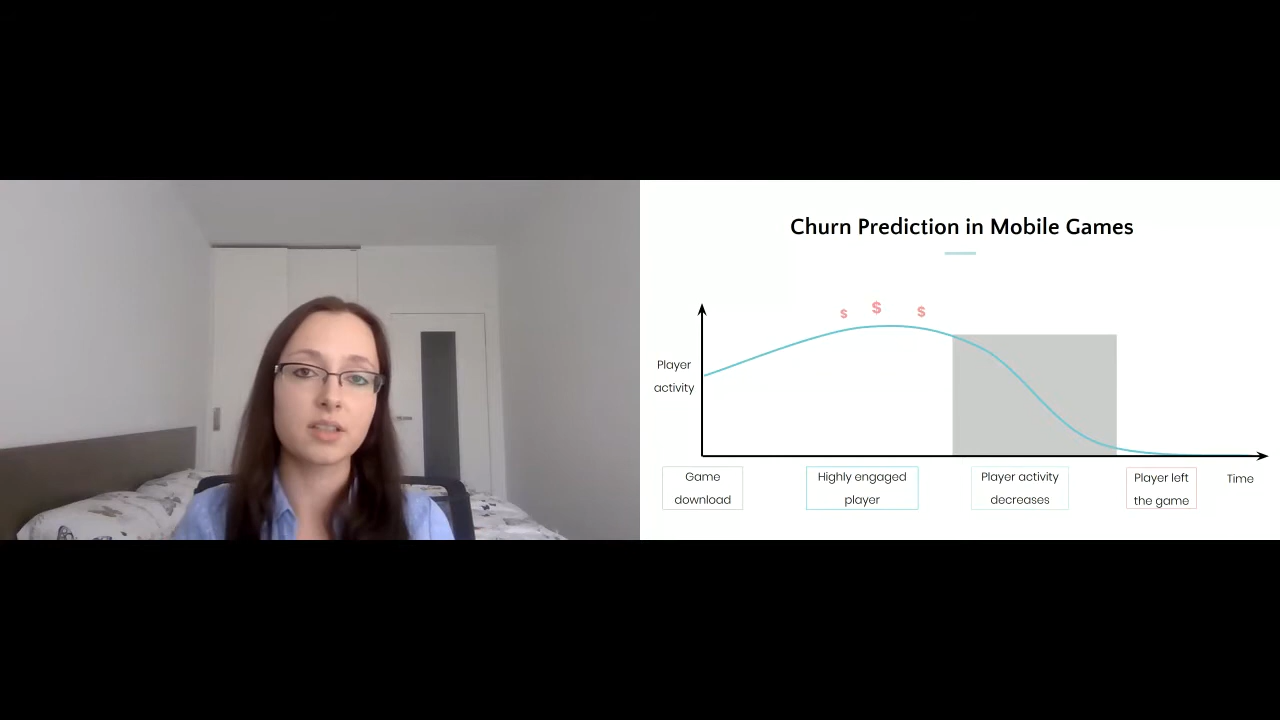 Churn Prediction in Mobile Games
$ $ $
Player
activity
Game
download
Highly engaged
player
Player activity
decreases
Player left
the game
Time